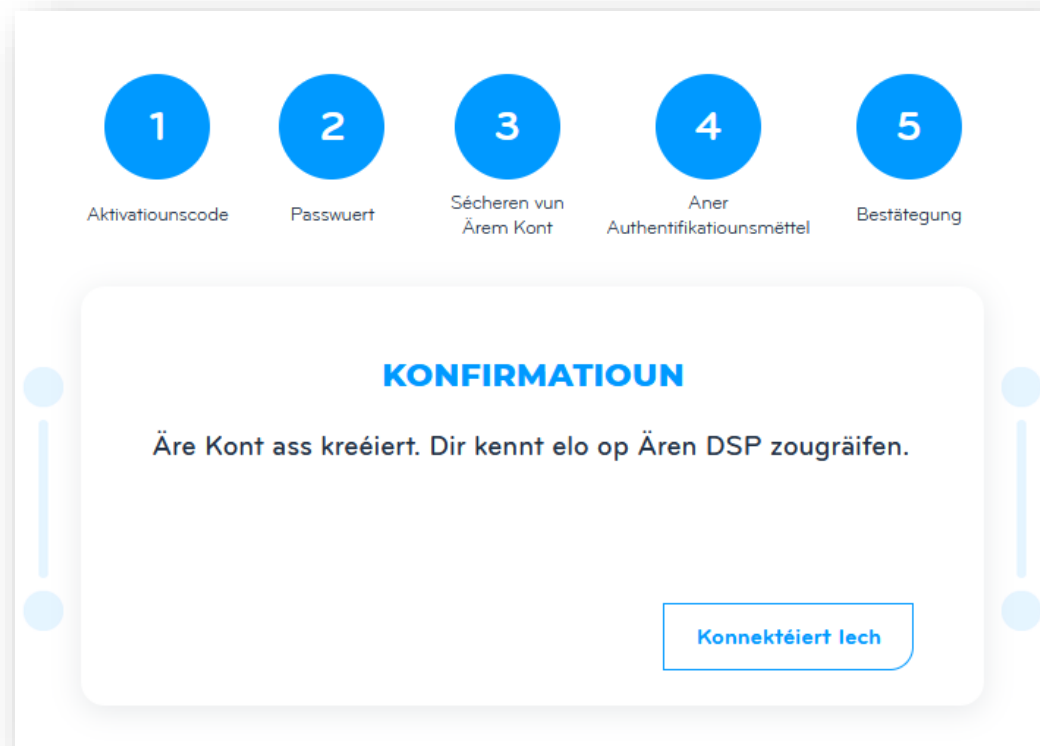 1
2
3
4
5
Aktivatiounscode
Passwuert
Sécheren vun
Ärem Kont
Aner
Authentifikatiounsmëttel
Bestätegung
KONFIRMATIOUN
Äre Kont ass kreéiert. Dir kennt elo op Ären DSP zougräifen.
Konnektéiert Iech